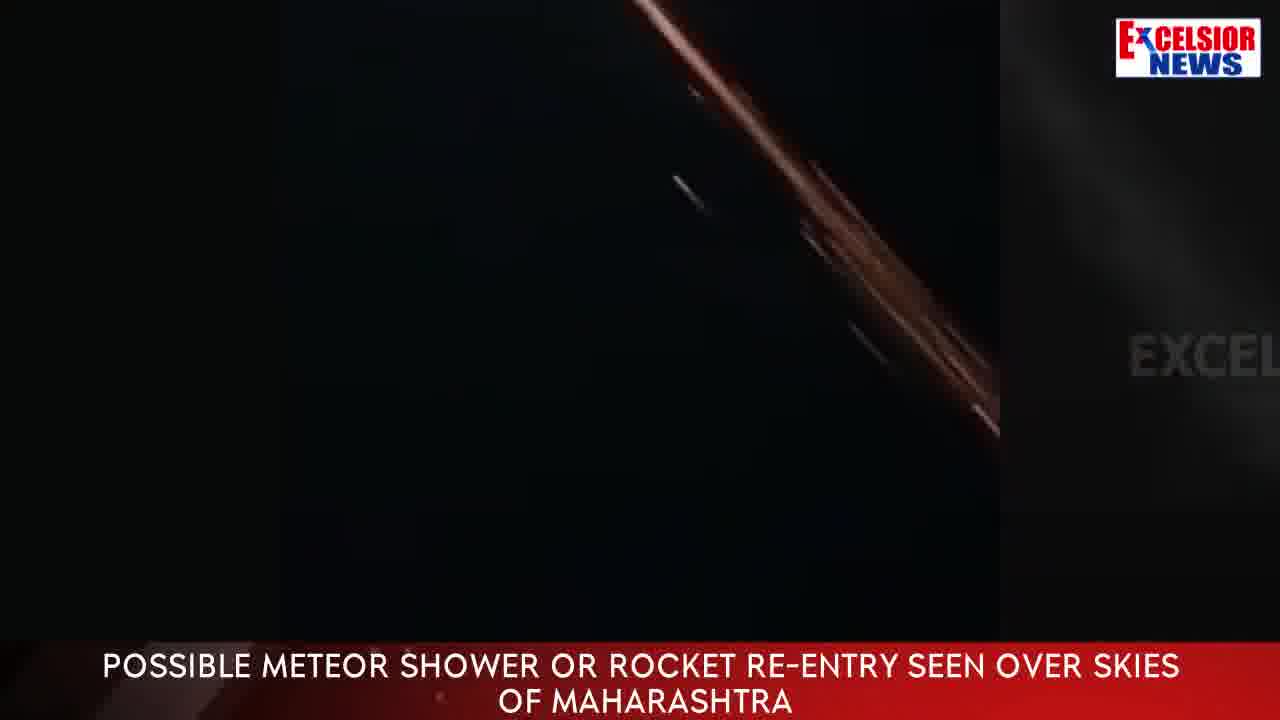 EXCELSIOR
NEWS
EXCEL
POSSIBLE METEOR SHOWER OR ROCKET RE-ENTRY SEEN OVER SKIES
OF MAHARASHTRA